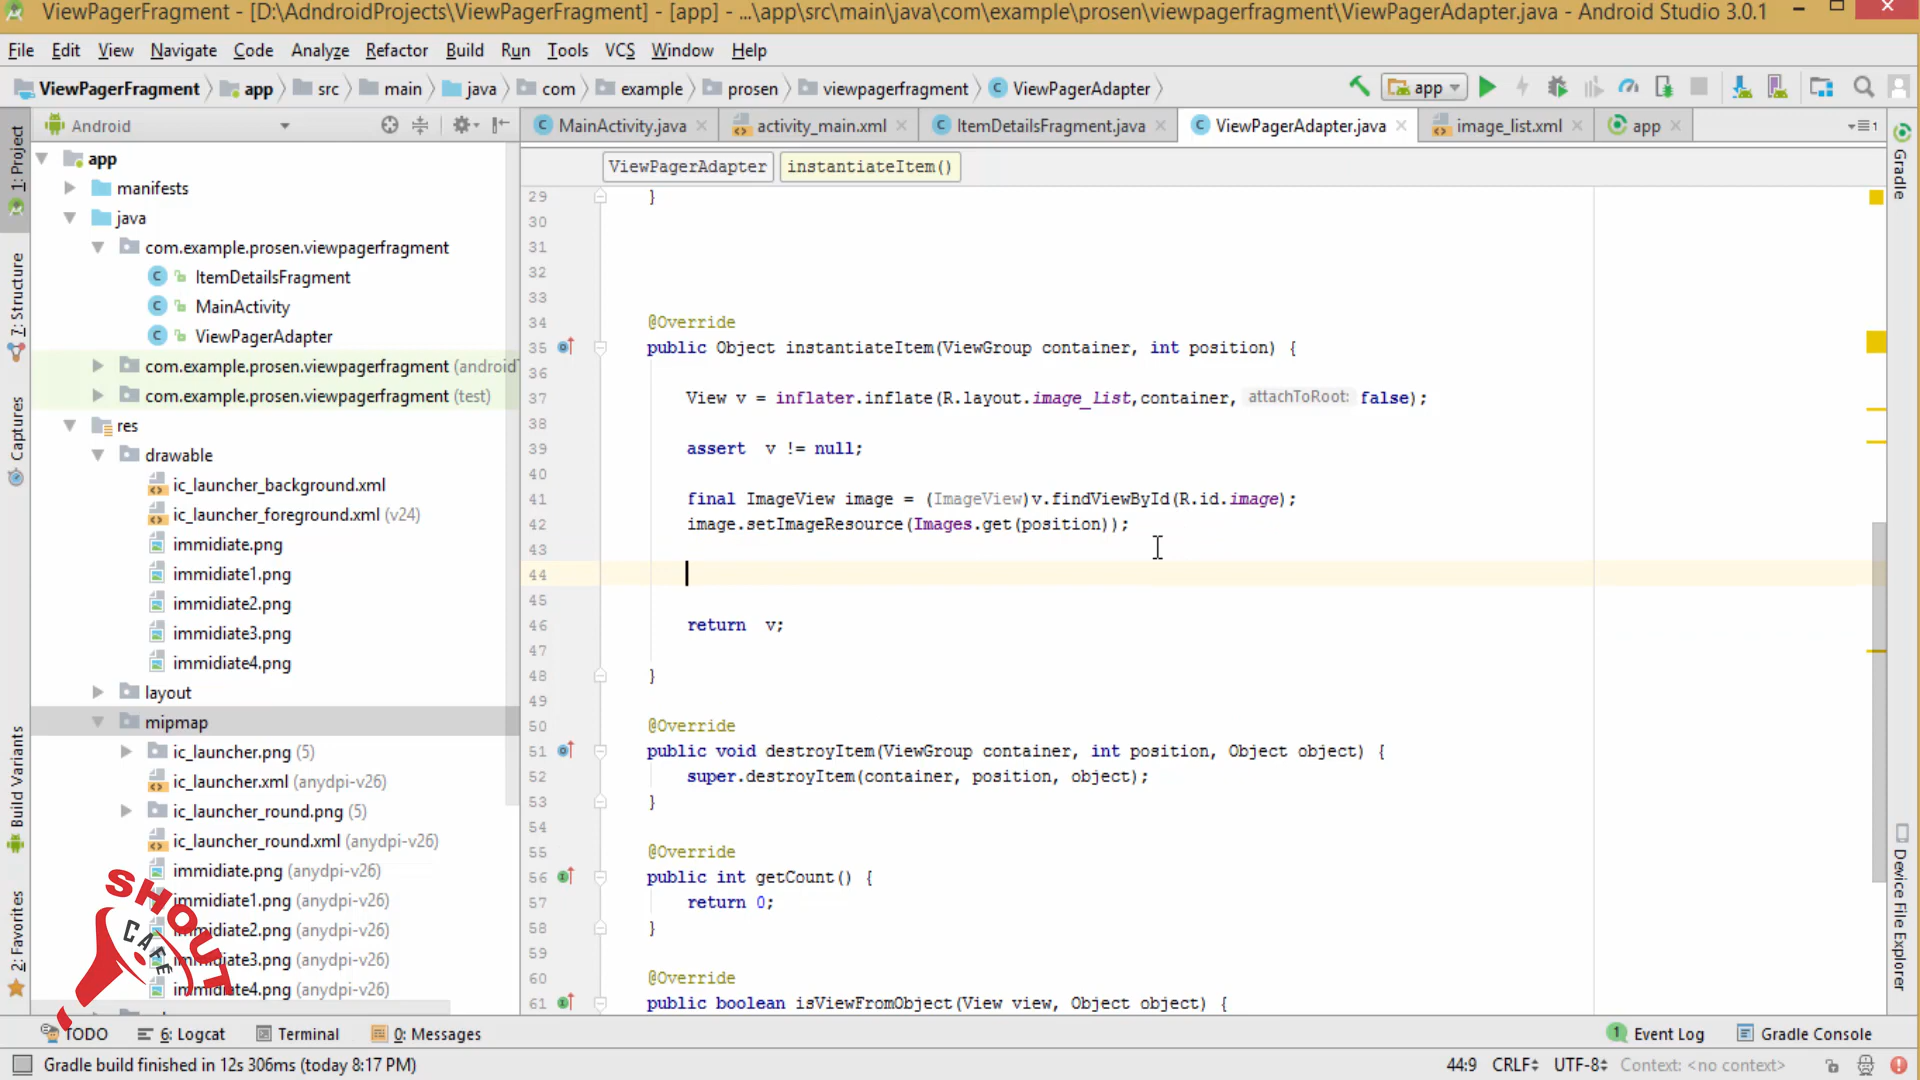 ViewPagerFragment - [D:\AdndroidProjects\ViewPagerFragment] - [app] - ...\app\src\main\java\com\example\prosen\viewpagerfragment\ViewPagerAdapter.java - Android Studio 3.0.1
File Edit View Navigate Code Analyze Refactor Build Run Tools VCS Window Help
ViewPagerFragment app src main java com example prosen viewpagerfragment ViewPagerAdapter app
Android
MainActivity.java activity_main.xml ItemDetailsFragment.java ViewPagerAdapter.java image_list.xml app
1: Project
7: Structure
Captures
Build Variants
2: Favorites
app
manifests
java
com.example.prosen.viewpagerfragment
ItemDetailsFragment
MainActivity
ViewPagerAdapter
com.example.prosen.viewpagerfragment (android
com.example.prosen.viewpagerfragment (test)
res
drawable
ic_launcher_background.xml
ic_launcher_foreground.xml (v24)
immidiate.png
immidiate1.png
immidiate2.png
immidiate3.png
immidiate4.png
layout
mipmap
ic_launcher.png (5)
ic_launcher.xml (anydpi-v26)
ic_launcher_round.png (5)
ic_launcher_round.xml (anydpi-v26)
immidiate.png (anydpi-v26)
immidiate1.png (anydpi-v26)
immidiate2.png (anydpi-v26)
immidiate3.png (anydpi-v26)
immidiate4.png (anydpi-v26)
SHOUT
CAFE
ViewPagerAdapter instantiateItem()
29 }
30
31
32
33
34 @Override
35 public Object instantiateItem(ViewGroup container, int position) {
36
37 View v = inflater.inflate(R.layout.image_list,container, attachToRoot: false);
38
39 assert v != null;
40
41 final ImageView image = (ImageView)v.findViewById(R.id.image);
42 image.setImageResource(Images.get(position));
43
44
45
46 return v;
47
48 }
49
50 @Override
51 public void destroyItem(ViewGroup container, int position, Object object) {
52 super.destroyItem(container, position, object);
53 }
54
55 @Override
56 public int getCount() {
57 return 0;
58 }
59
60 @Override
61 public boolean isViewFromObject(View view, Object object) {
Gradle
Device File Explorer
TODO 6: Logcat Terminal 0: Messages 1 Event Log Gradle Console
Gradle build finished in 12s 306ms (today 8:17 PM) 44:9 CRLF UTF-8 Context: <no context>